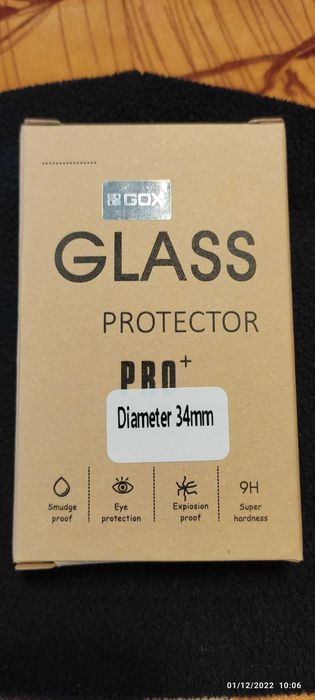 GOX
GLASS
PROTECTOR
PRO+
Diameter 34mm
Smudge proof
Eye protection
Explosion proof
9H
Super hardness
01/12/2022 10:06